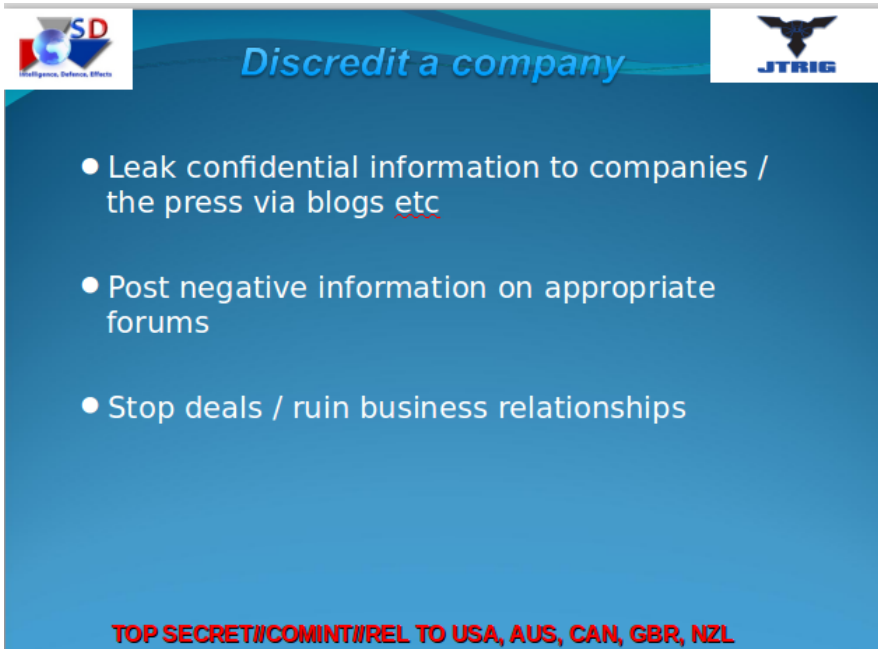 SD
Intelligence, Defence, Effects
Discredit a company
JTRIG
Leak confidential information to companies /
the press via blogs etc
Post negative information on appropriate
forums
Stop deals / ruin business relationships
TOP SECRET//COMINT//REL TO USA, AUS, CAN, GBR, NZL